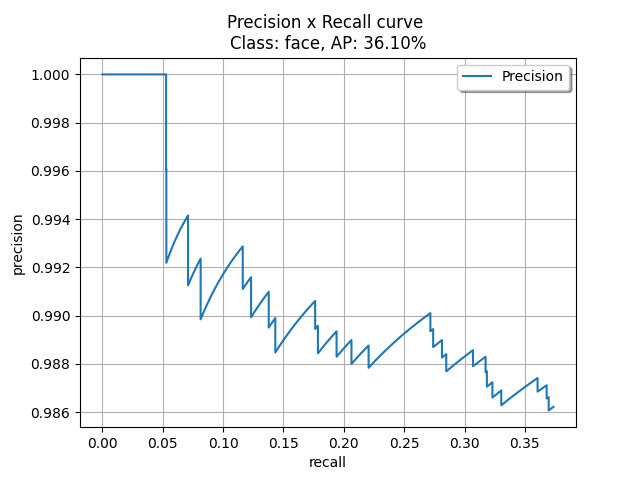 Precision x Recall curve
Class: face, AP: 36.10%
Precision
1.000
0.998
0.996
0.994
0.992
0.990
0.988
0.986
precision
0.00 0.05 0.10 0.15 0.20 0.25 0.30 0.35
recall